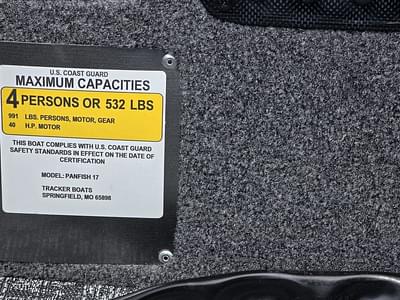 U.S. COAST GUARD
MAXIMUM CAPACITIES
4 PERSONS OR 532 LBS
991 LBS. PERSONS, MOTOR, GEAR
40 H.P. MOTOR
THIS BOAT COMPLIES WITH U.S. COAST GUARD
SAFETY STANDARDS IN EFFECT ON THE DATE OF
CERTIFICATION
MODEL: PANFISH 17
TRACKER BOATS
SPRINGFIELD, MO 65898